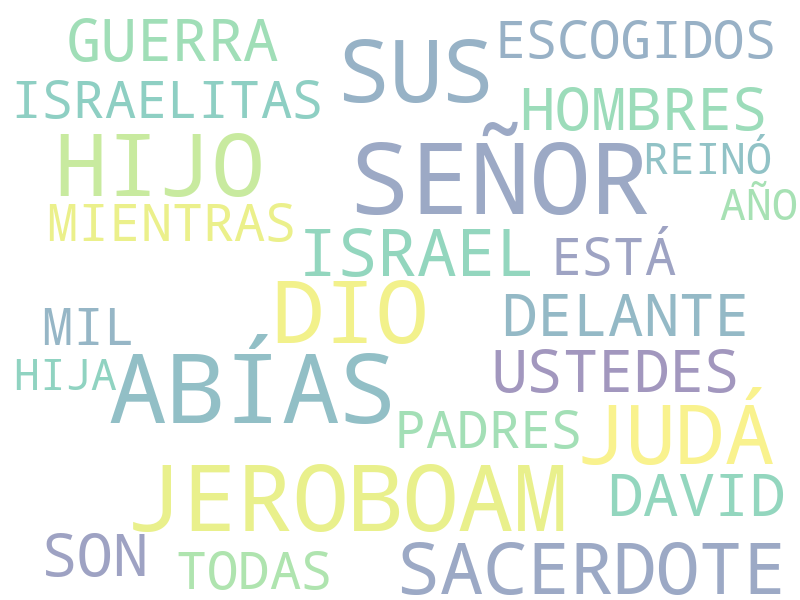 GUERRA
SUS
ESCOGIDOS
ISRAELITAS
HOMBRES
HIJO
SEÑOR
REINÓ
MIENTRAS
AÑO
ISRAEL
ESTÁ
DIO
MIL
DELANTE
HIJA
ABÍAS
USTEDES
PADRES
JUDÁ
JEROBOAM
DAVID
SON
TODAS
SACERDOTE